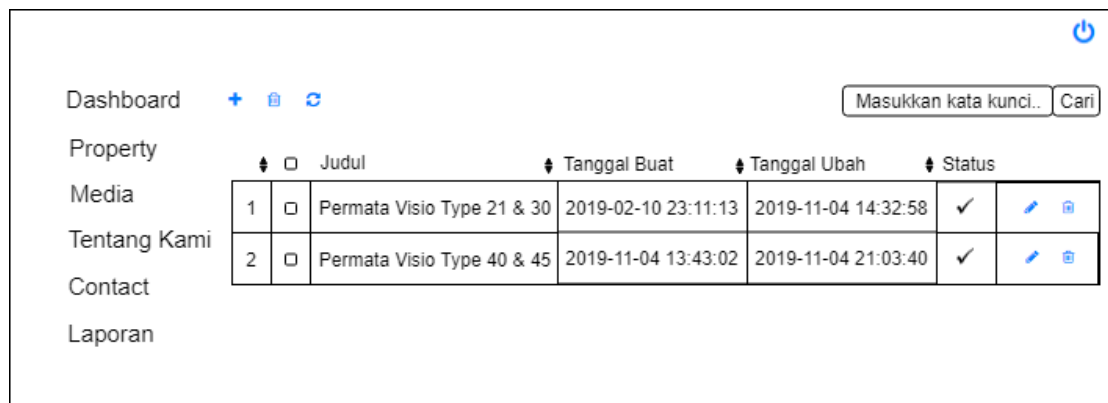 Dashboard
Masukkan kata kunci.. Cari
Property
Judul Tanggal Buat Tanggal Ubah Status
Media
1 Permata Visio Type 21 & 30 2019-02-10 23:11:13 2019-11-04 14:32:58
Tentang Kami
2 Permata Visio Type 40 & 45 2019-11-04 13:43:02 2019-11-04 21:03:40
Contact
Laporan